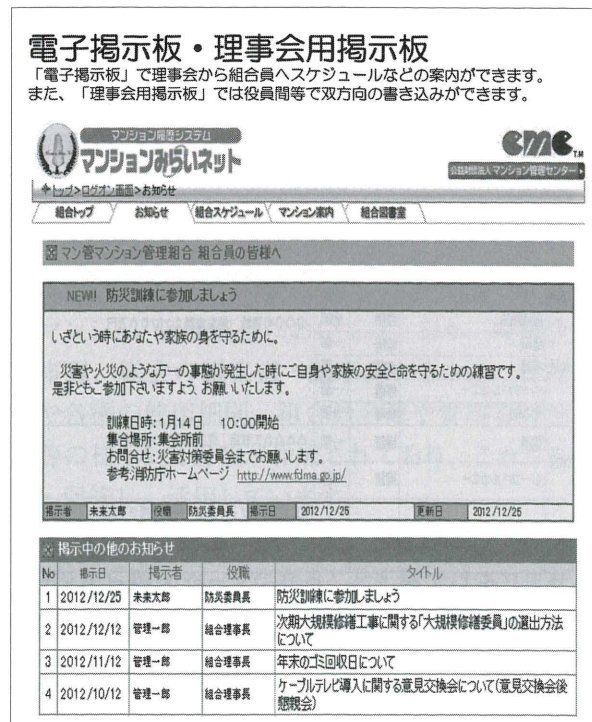 電子掲示板・理事会用掲示板
「電子掲示板」で理事会から組合員へスケジュールなどの案内ができます。
また、「理事会用掲示板」では役員間等で双方向の書き込みができます。
マンション履歴システム
マンションみらいネット
cmc T.M
公益財団法人マンション管理センター
トップ>ログオン画面>お知らせ
組合トップ お知らせ 組合スケジュール マンション案内 組合図書室
マン管マンション管理組合 組合員の皆様へ
NEW!! 防災訓練に参加しましょう
いざという時にあなたや家族の身を守るために。
災害や火災のような万一の事態が発生した時にご自身や家族の安全と命を守るための練習です。
是非ともご参加下さいますよう、お願いいたします。
訓練日時:1月14日 10:00開始
集合場所:集会所前
お問合せ:災害対策委員会までお願いします。
参考消防庁ホームページ http://www.fdma.go.jp/
掲示者 未来太郎 役職 防災委員長 掲示日 2012/12/25 更新日 2012/12/25
掲示中の他のお知らせ
No 掲示日 掲示者 役職 タイトル
1 2012/12/25 未来太郎 防災委員長 防災訓練に参加しましょう
2 2012/12/12 管理一郎 組合理事長 次期大規模修繕工事に関する「大規模修繕委員」の選出方法
について
3 2012/11/12 管理一郎 組合理事長 年末のゴミ回収日について
4 2012/10/12 管理一郎 組合理事長 ケーブルテレビ導入に関する意見交換会について(意見交換会後
懇親会)